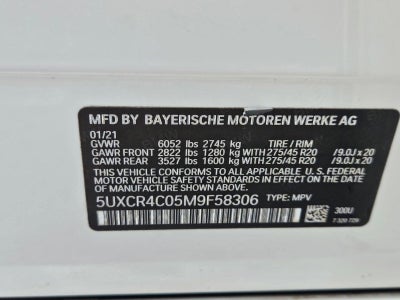 MFD BY BAYERISCHE MOTOREN WERKE AG
01/21
GVWR 6052 lbs 2745 kg TIRE / RIM
GAWR FRONT 2822 lbs 1280 kg WITH 275/45 R20 /9.0J x 20
GAWR REAR 3527 lbs 1600 kg WITH 275/45 R20 /9.0J x 20
THIS VEHICLE CONFORMS TO ALL APPLICABLE U. S. FEDERAL
MOTOR VEHICLE SAFETY AND THEFT PREVENTION STANDARDS
IN EFFECT ON THE DATE OF MANUFACTURE SHOWN ABOVE.
5UXCR4C05M9F58306 TYPE: MPV
300U